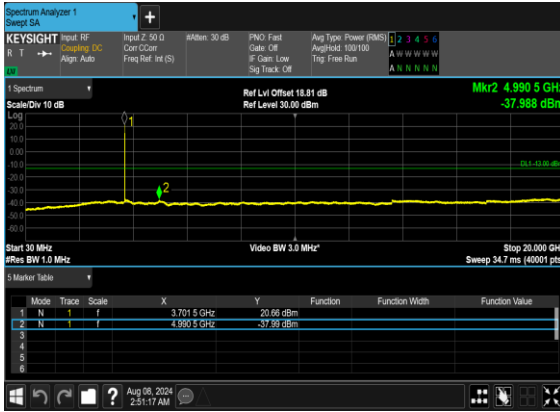 Spectrum Analyzer 1
Swept SA
+
KEYSIGHT Input: RF Input Z: 50 Ω #Atten: 30 dB PNO: Fast Avg Type: Power (RMS) 1 2 3 4 5 6
R T Coupling: DC Corr CCorr Gate: Off Avg|Hold: 100/100 A W W W W W
Align: Auto Freq Ref: Int (S) IF Gain: Low Trig: Free Run
Sig Track: Off A N N N N N
1 Spectrum Ref Lvl Offset 18.81 dB Mkr2 4.990 5 GHz
Scale/Div 10 dB Ref Level 30.00 dBm -37.988 dBm
Log
20.0
10.0
0.00
-10.0
-20.0
-30.0
-40.0
-50.0
-60.0
1
2
DL1 -13.00 dBm
Start 30 MHz Video BW 3.0 MHz* Stop 20.000 GH
#Res BW 1.0 MHz Sweep 34.7 ms (40001 pts
5 Marker Table
Mode Trace Scale X Y Function Function Width Function Value
1 N 1 f 3.701 5 GHz 20.66 dBm
2 N 1 f 4.990 5 GHz -37.99 dBm
3
4
5
6
? Aug 08, 2024
2:51:17 AM